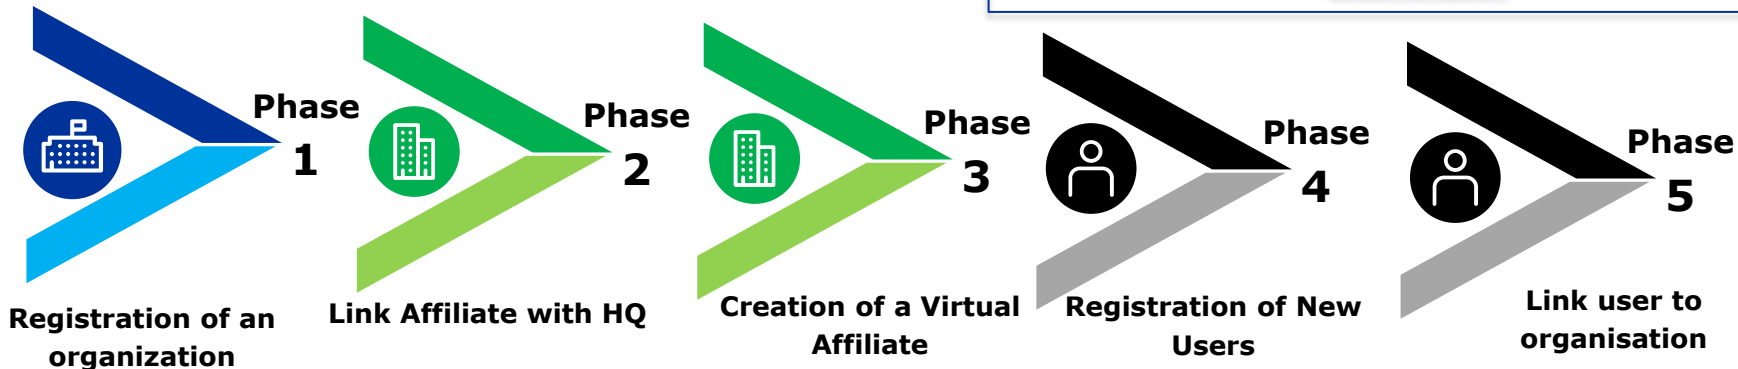 Phase
1
Registration of an
organization
Phase
2
Link Affiliate with HQ
Phase
3
Creation of a Virtual
Affiliate
Phase
4
Registration of New
Users
Phase
5
Link user to
organisation